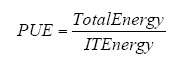 PUE = TotalEnergy / ITEnergy